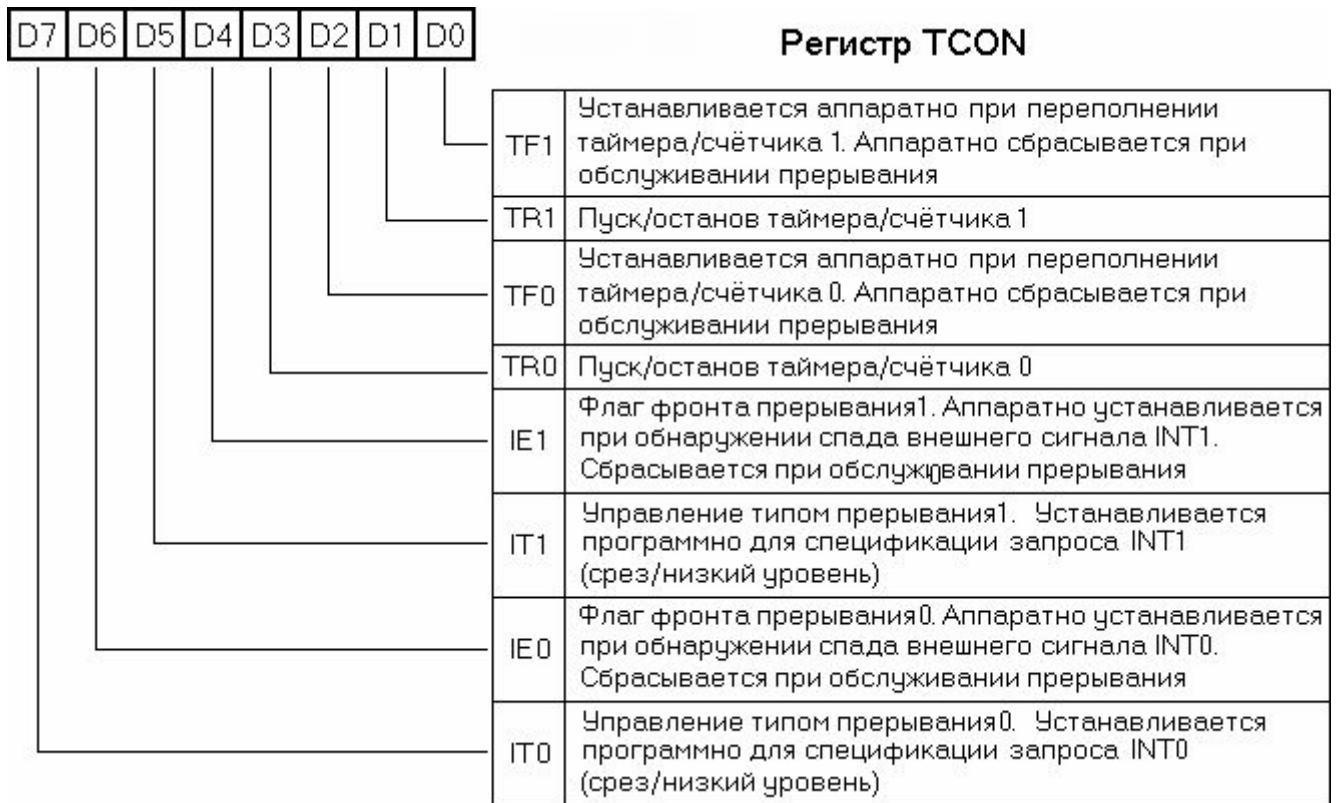 D7 D6 D5 D4 D3 D2 D1 D0
Регистр TCON
TF1
Устанавливается аппаратно при переполнении
таймера/счётчика 1. Аппаратно сбрасывается при
обслуживании прерывания
TR1
Пуск/останов таймера/счётчика 1
TF0
Устанавливается аппаратно при переполнении
таймера/счётчика 0. Аппаратно сбрасывается при
обслуживании прерывания
TR0
Пуск/останов таймера/счётчика 0
IE1
Флаг фронта прерывания1. Аппаратно устанавливается
при обнаружении спада внешнего сигнала INT1.
Сбрасывается при обслуживании прерывания
IT1
Управление типом прерывания1. Устанавливается
программно для спецификации запроса INT1
(срез/низкий уровень)
IE0
Флаг фронта прерывания0. Аппаратно устанавливается
при обнаружении спада внешнего сигнала INT0.
Сбрасывается при обслуживании прерывания
IT0
Управление типом прерывания0. Устанавливается
программно для спецификации запроса INT0
(срез/низкий уровень)